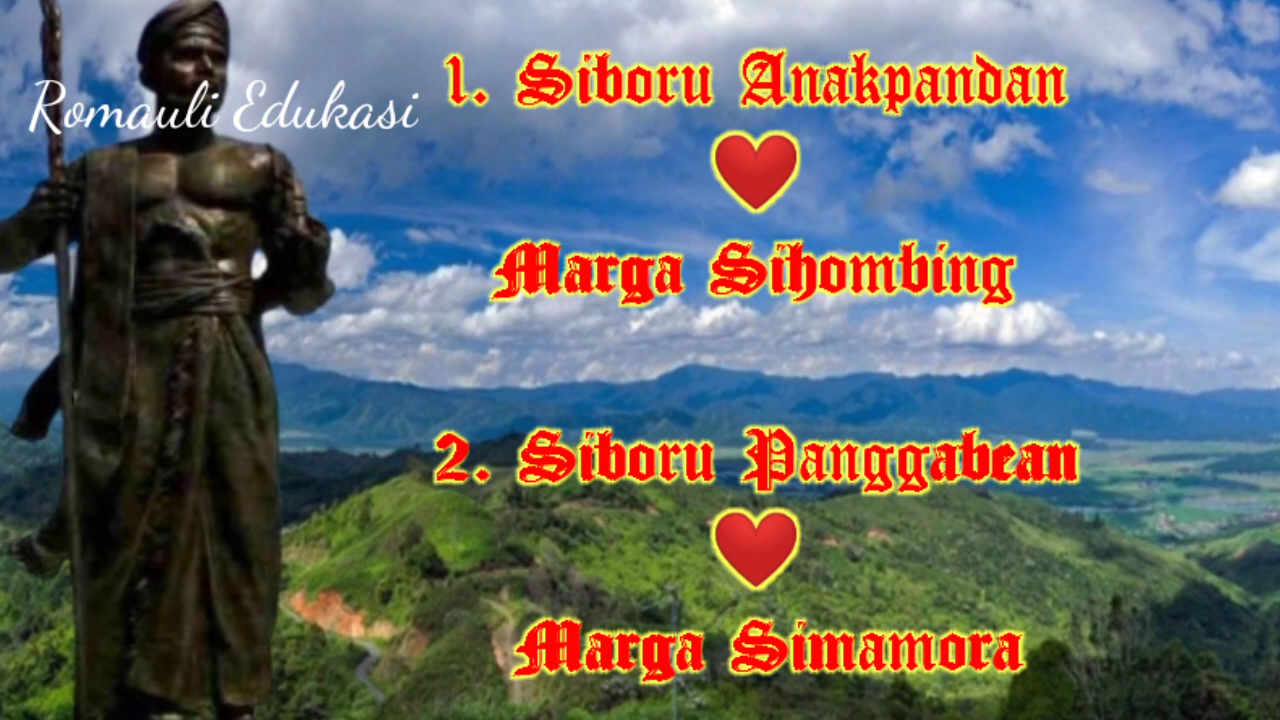 Romauli Edukasi
1. Siboru Anakpandan
Marga Sihombing
2. Siboru Panggabean
Marga Simamora